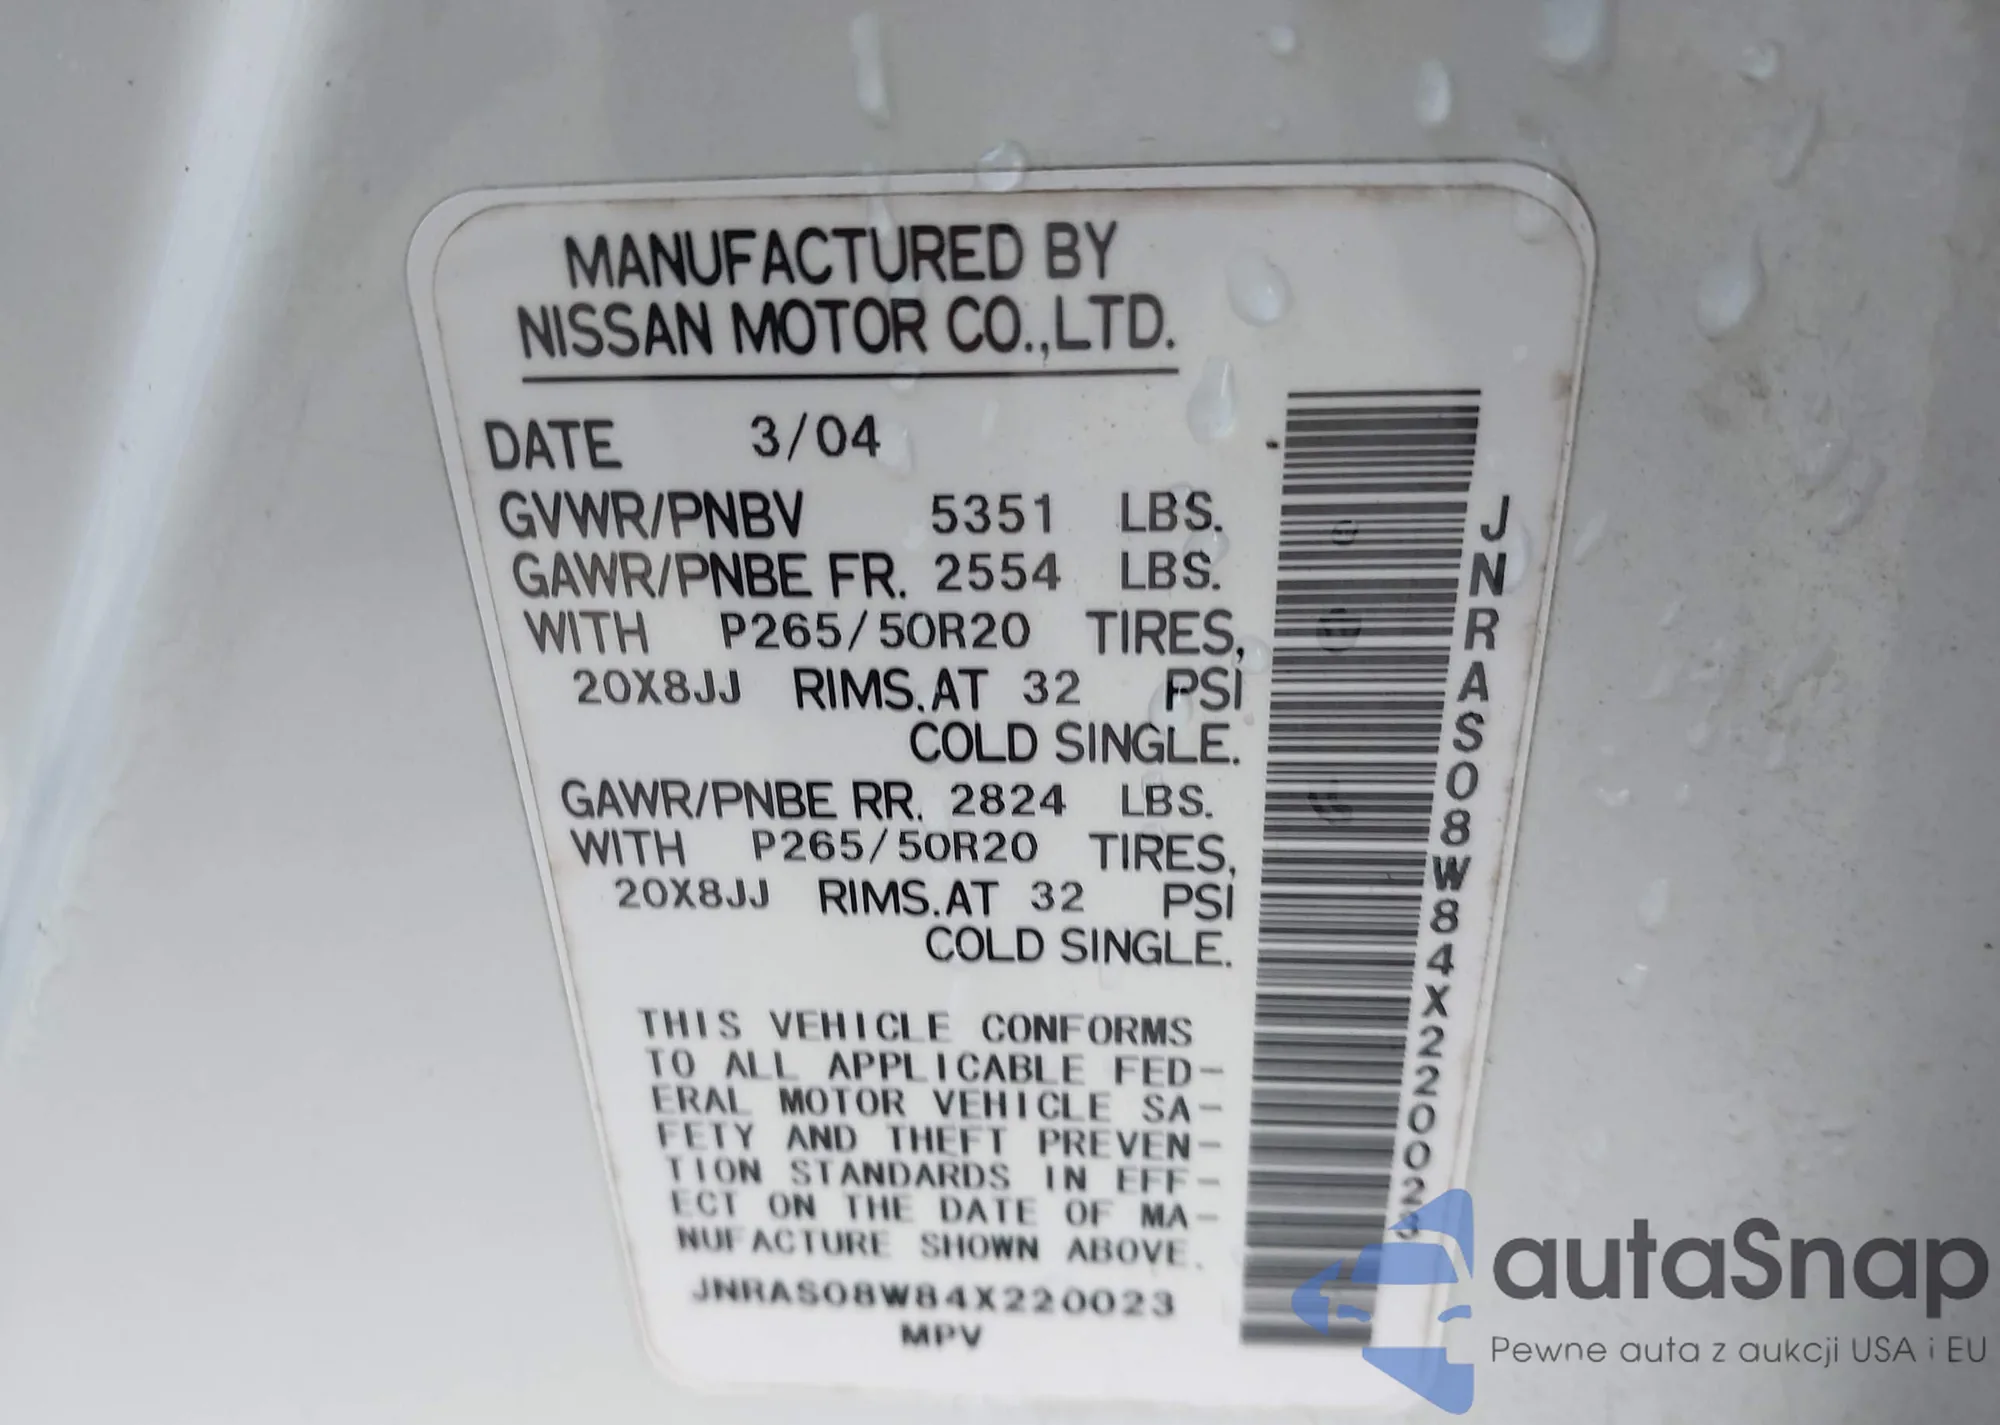 MANUFACTURED BY
NISSAN MOTOR CO.,LTD.
DATE 3/04
GVWR/PNBV 5351 LBS.
GAWR/PNBE FR. 2554 LBS.
WITH P265/50R20 TIRES,
20X8JJ RIMS.AT 32 PSI
COLD SINGLE.
GAWR/PNBE RR. 2824 LBS.
WITH P265/50R20 TIRES,
20X8JJ RIMS.AT 32 PSI
COLD SINGLE.
THIS VEHICLE CONFORMS
TO ALL APPLICABLE FED-
ERAL MOTOR VEHICLE SA-
FETY AND THEFT PREVEN-
TION STANDARDS IN EFF-
ECT ON THE DATE OF MA-
NUFACTURE SHOWN ABOVE.
JNRAS08W84X220023
MPV
JNRAS08W84X220023
autaSnap
Pewne auta z aukcji USA i EU